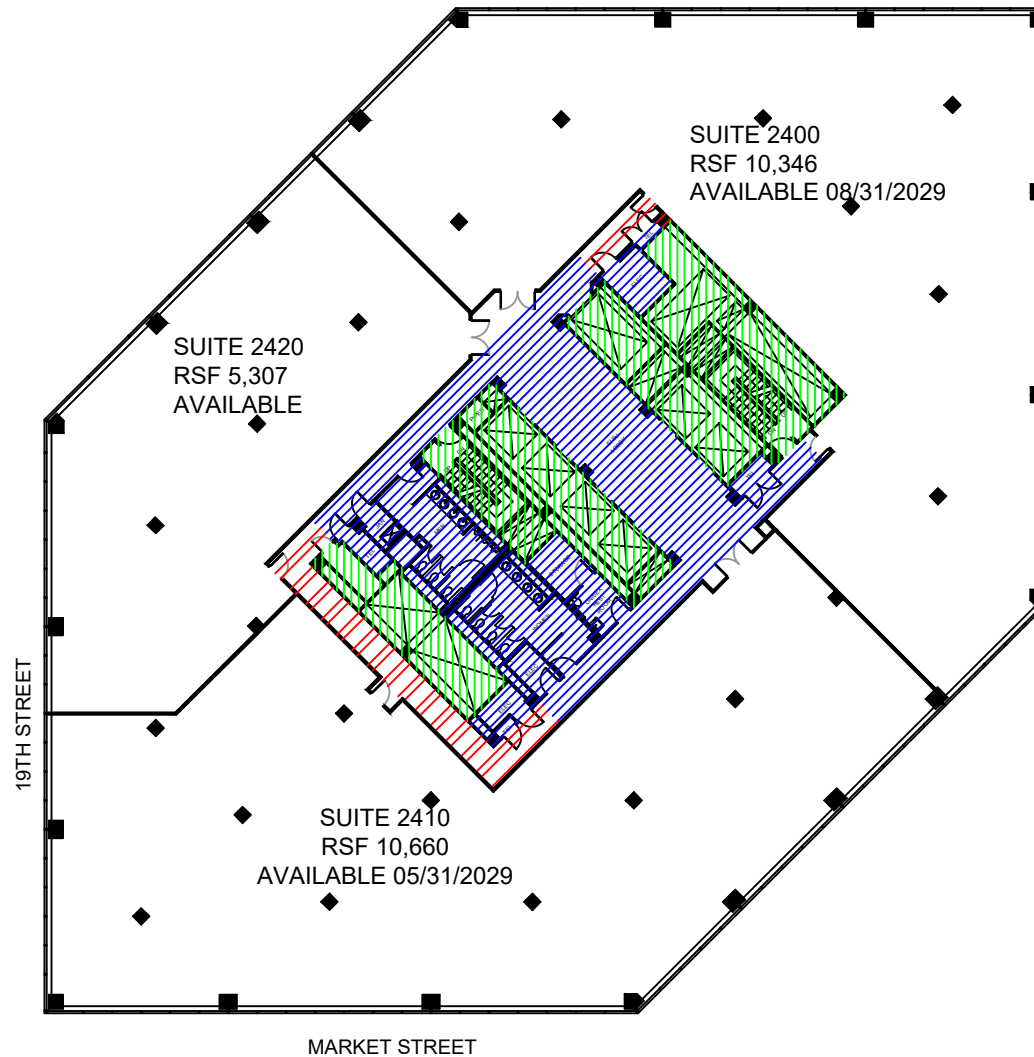 SUITE 2400
RSF 10,346
AVAILABLE 08/31/2029
SUITE 2420
RSF 5,307
AVAILABLE
19TH STREET
SUITE 2410
RSF 10,660
AVAILABLE 05/31/2029
MARKET STREET